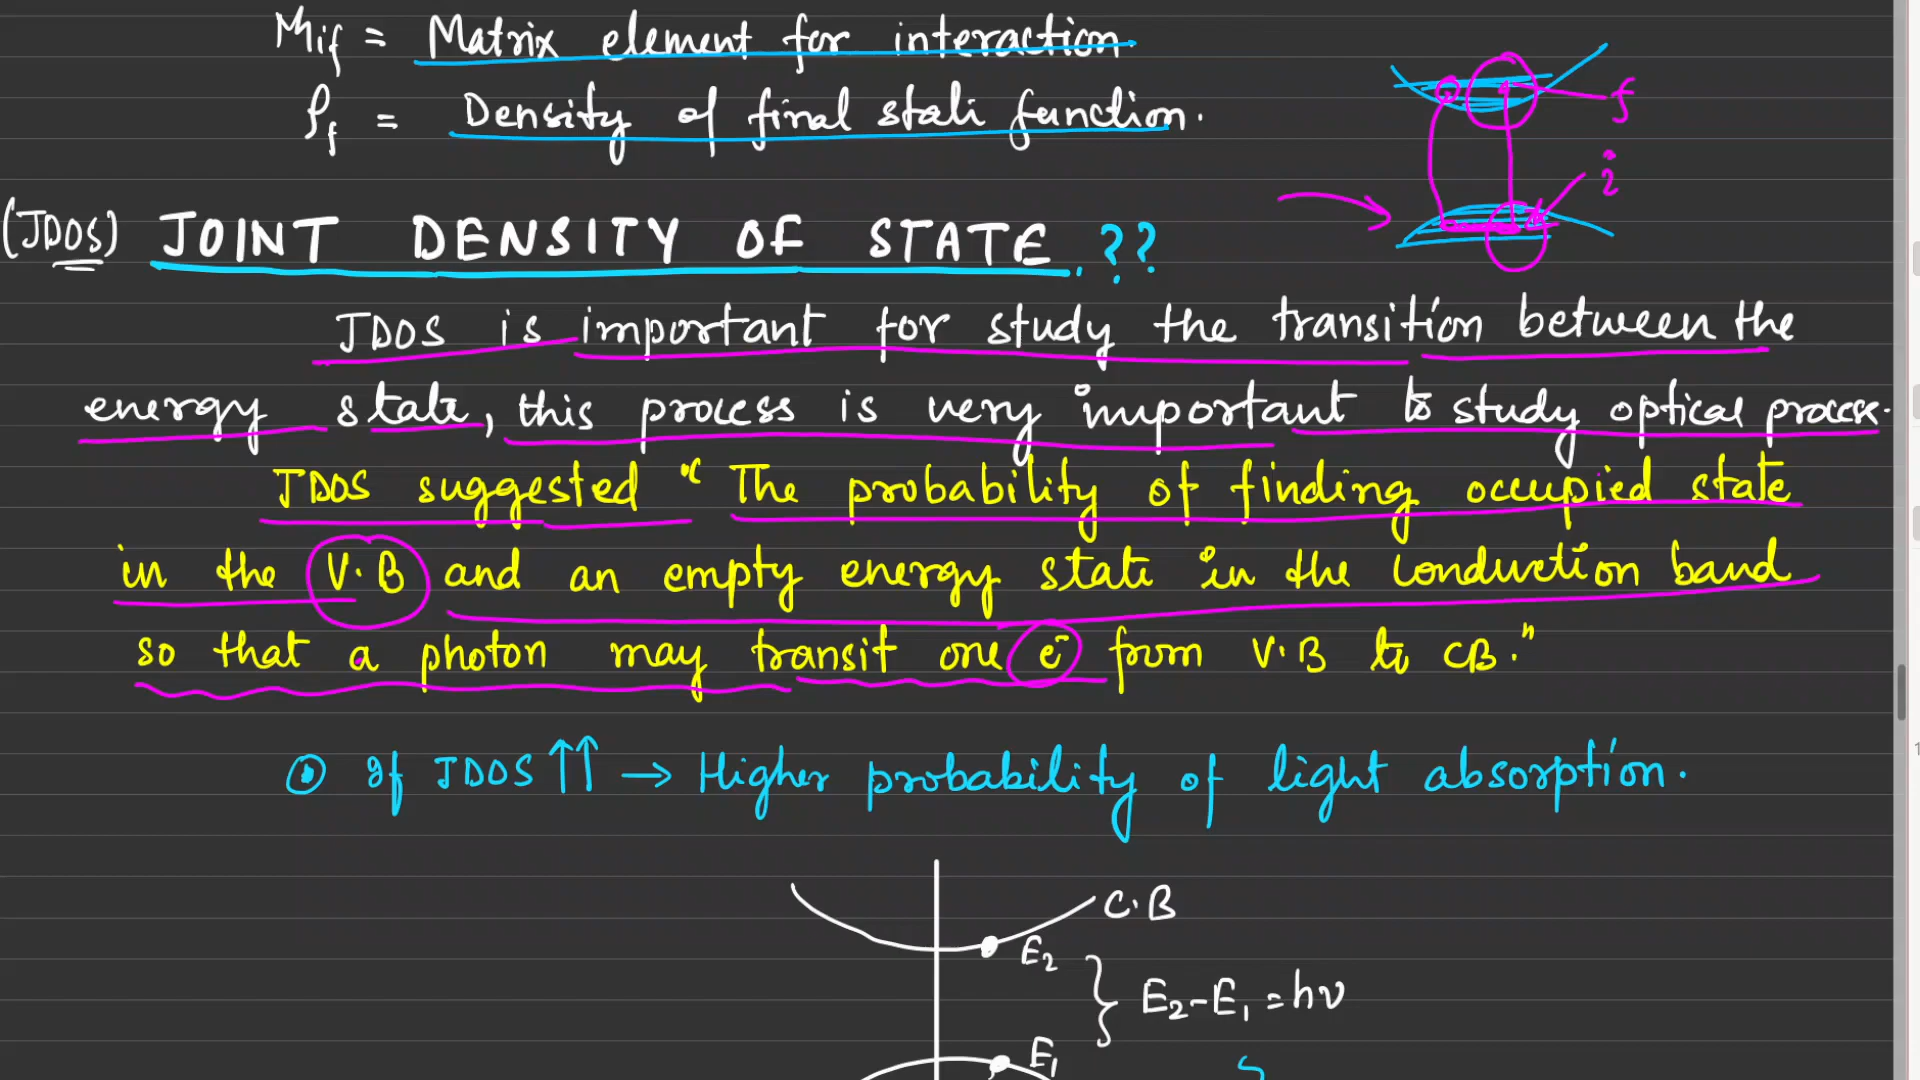 Mif = Matrix element for interaction.
ρf = Density of final state function.
f
i
(JDOS) JOINT DENSITY OF STATE. ??
JDOS is important for study the transition between the
energy state, this process is very important to study optical process.
JDOS suggested "The probability of finding occupied state
in the V.B and an empty energy state in the conduction band
so that a photon may transit one e⁻ from V.B to CB."
If JDOS ↑↑ → Higher probability of light absorption.
C.B
E₂
} E₂-E₁ = hν
E₁
1